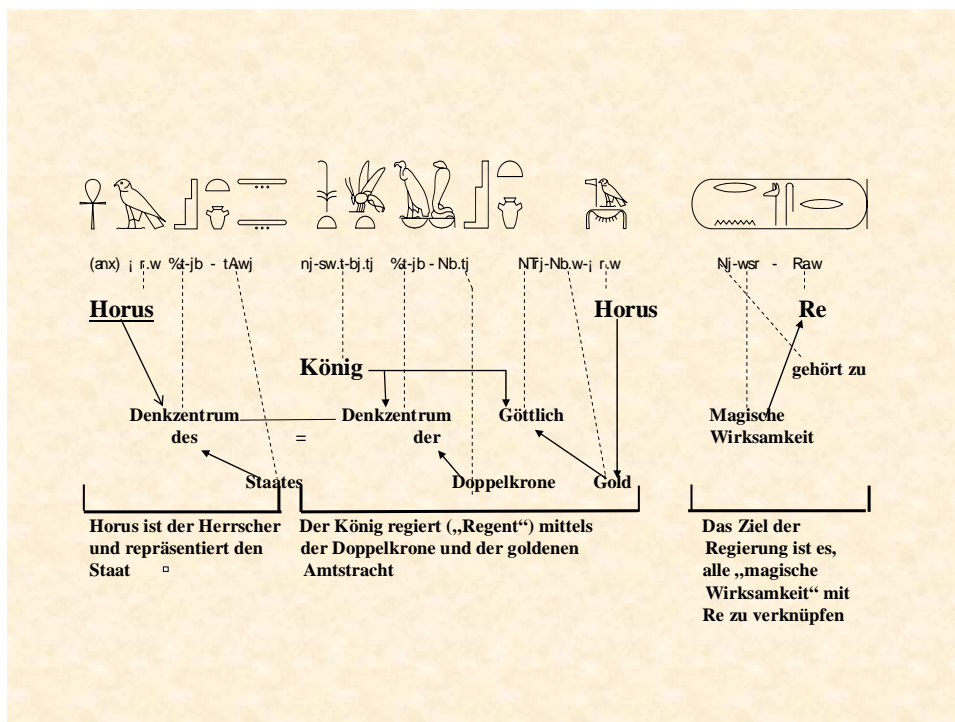 (anx) ¡ r.w %t-jb - tAwj nj-sw.t-bj.tj %t-jb - Nb.tj NTrj-Nb.w-¡ r.w Nj-wsr - Raw
Horus Horus Re
König gehört zu
Denkzentrum Denkzentrum Göttlich Magische
des = der Wirksamkeit
Staates Doppelkrone Gold
Horus ist der Herrscher
und repräsentiert den
Staat
Der König regiert („Regent“) mittels
der Doppelkrone und der goldenen
Amtstracht
Das Ziel der
Regierung ist es,
alle „magische
Wirksamkeit“ mit
Re zu verknüpfen